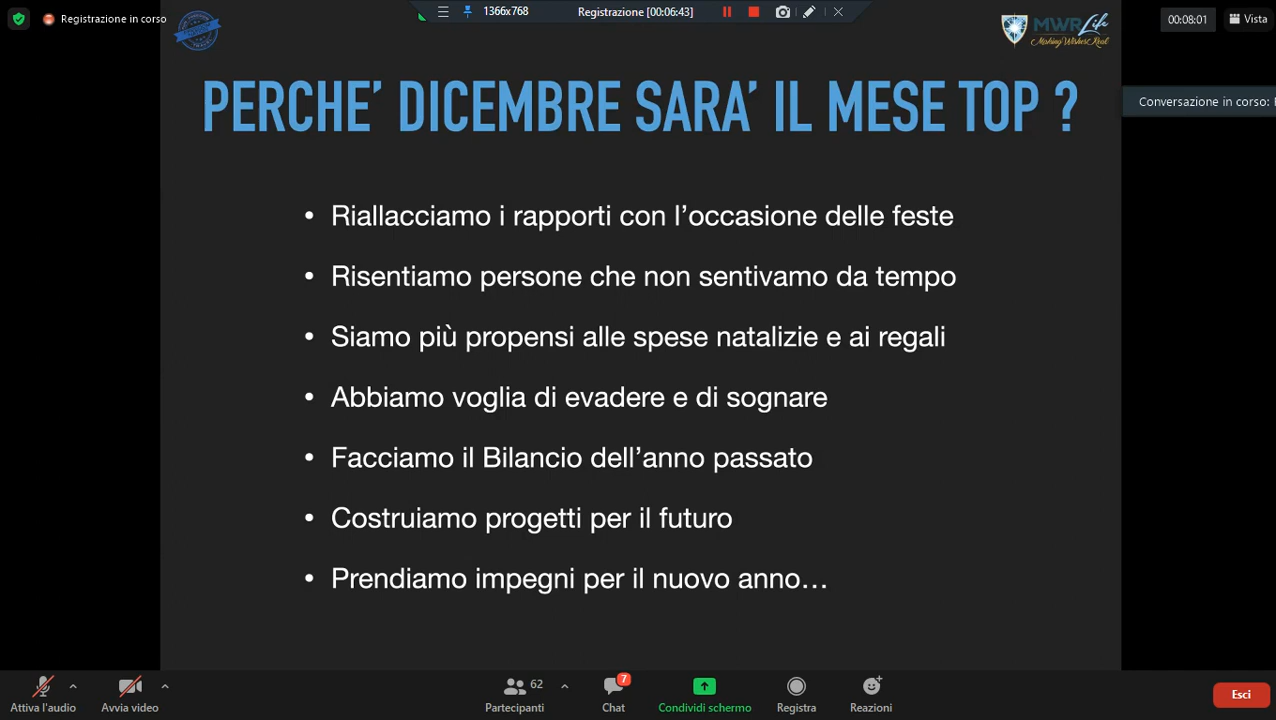 Registrazione in corso
1366x768
Registrazione [00:06:43]
00:08:01
Vista
MWRLife
Making Wishes Real
Conversazione in corso:
PERCHE’ DICEMBRE SARA’ IL MESE TOP ?
• Riallacciamo i rapporti con l’occasione delle feste
• Risentiamo persone che non sentivamo da tempo
• Siamo più propensi alle spese natalizie e ai regali
• Abbiamo voglia di evadere e di sognare
• Facciamo il Bilancio dell’anno passato
• Costruiamo progetti per il futuro
• Prendiamo impegni per il nuovo anno…
62
7
Attiva l'audio
Avvia video
Partecipanti
Chat
Condividi schermo
Registra
Reazioni
Esci